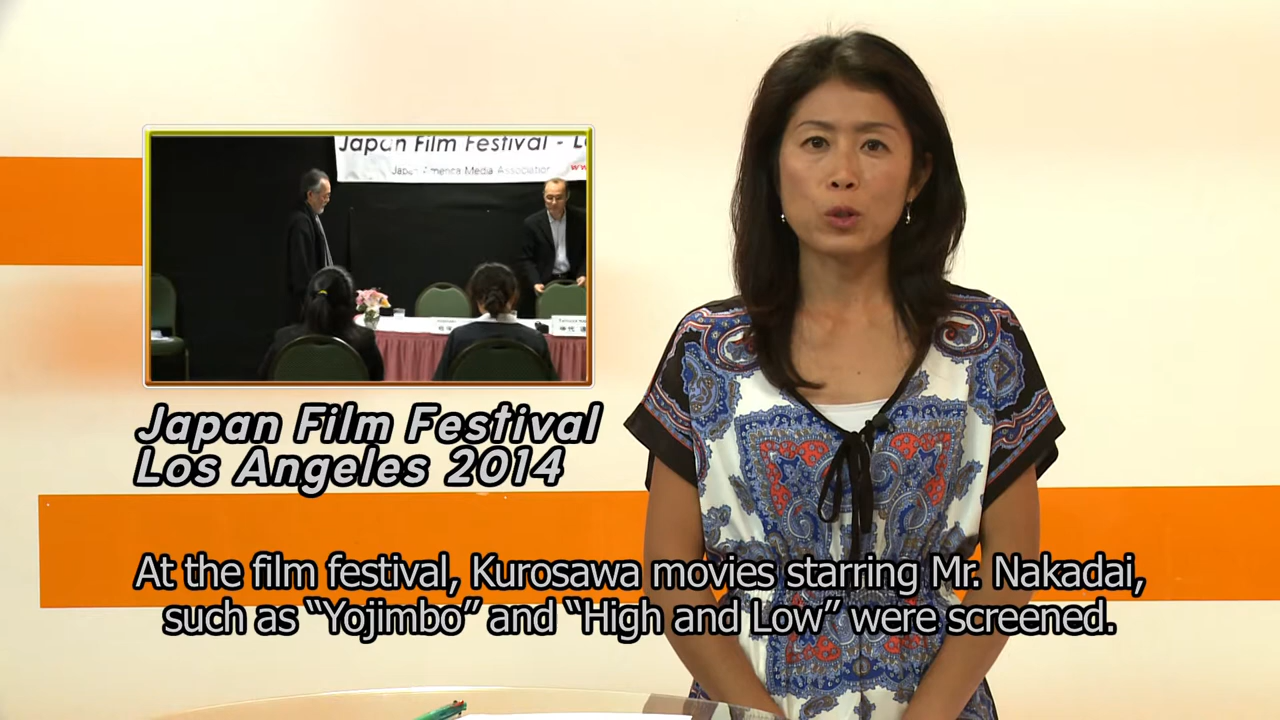 Japan Film Festival - L
Japan America Media Association
Japan Film Festival
Los Angeles 2014
At the film festival, Kurosawa movies starring Mr. Nakadai,
such as “Yojimbo” and “High and Low” were screened.